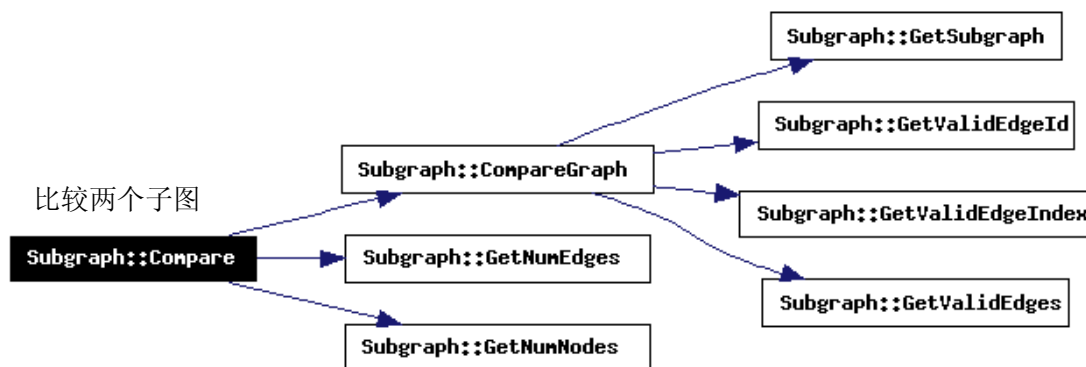 Subgraph::GetSubgraph
Subgraph::GetValidEdgeId
Subgraph::CompareGraph
比较两个子图
Subgraph::GetValidEdgeIndex
Subgraph::Compare
Subgraph::GetNumEdges
Subgraph::GetValidEdges
Subgraph::GetNumNodes